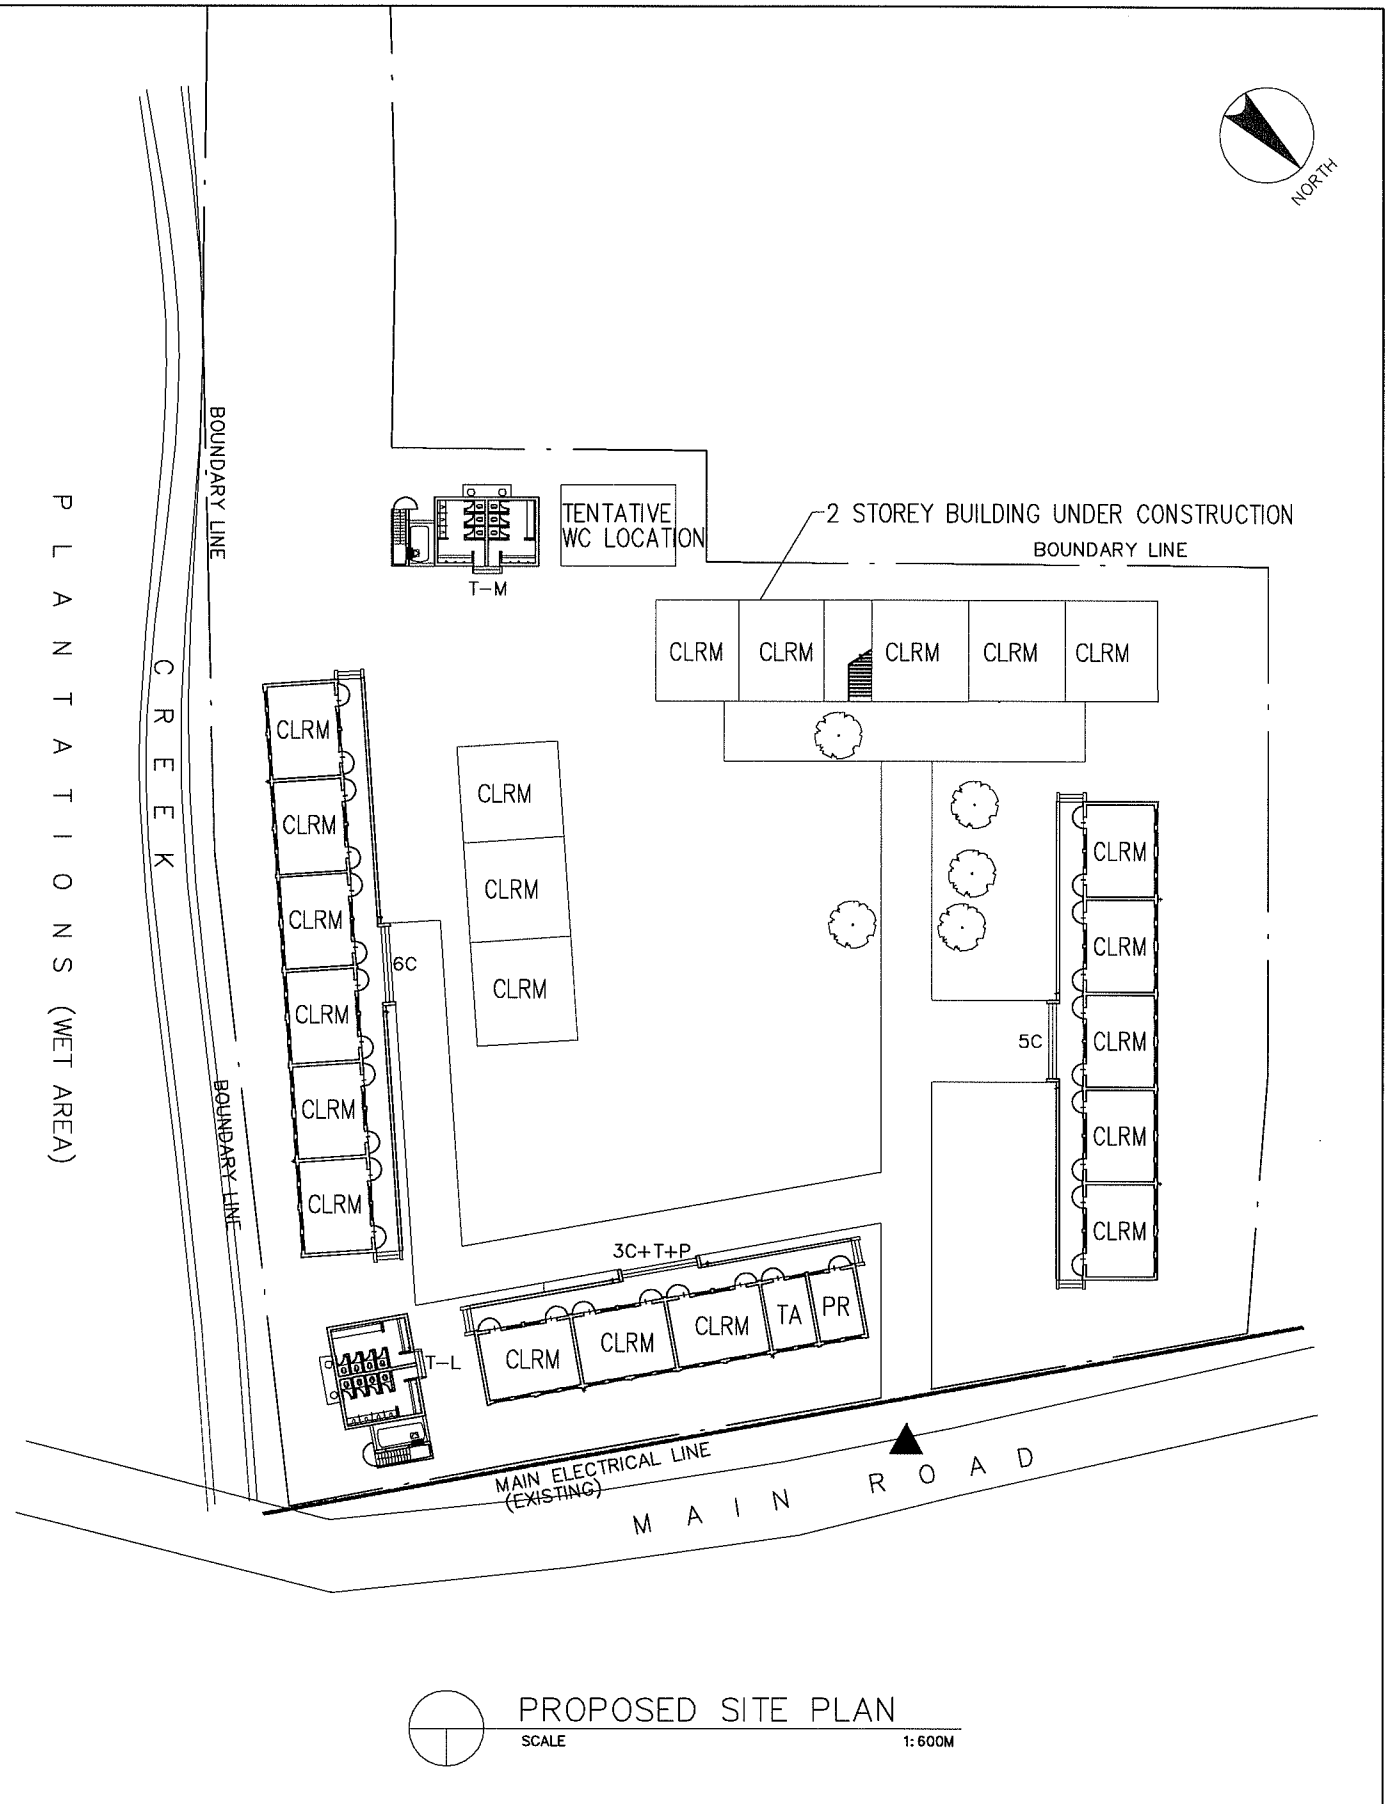 NORTH
BOUNDARY LINE
PLANTATIONS (WET AREA)
CREEK
TENTATIVE
WC LOCATION
2 STOREY BUILDING UNDER CONSTRUCTION
BOUNDARY LINE
T-M
CLRM CLRM CLRM CLRM CLRM
CLRM
CLRM
CLRM
CLRM
CLRM
CLRM
6C
CLRM
CLRM
CLRM
CLRM
CLRM
CLRM
CLRM
CLRM
5C
BOUNDARY LINE
3C+T+P
CLRM CLRM CLRM TA PR
T-L
MAIN ELECTRICAL LINE
(EXISTING)
MAIN ROAD
PROPOSED SITE PLAN
SCALE 1:600M